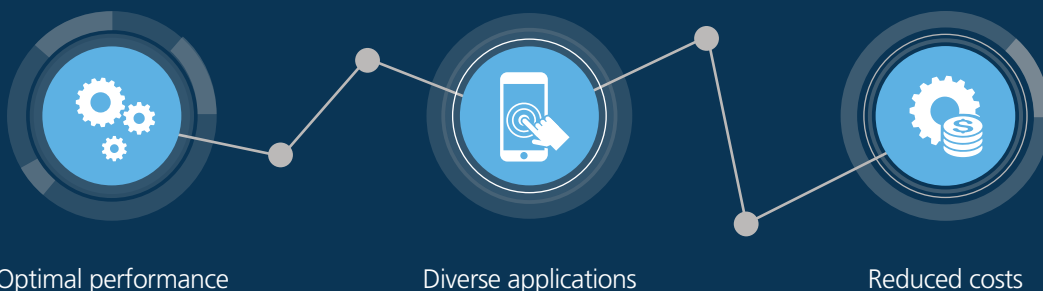 Optimal performance
Diverse applications
Reduced costs